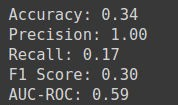 Accuracy: 0.34
Precision: 1.00
Recall: 0.17
F1 Score: 0.30
AUC-ROC: 0.59